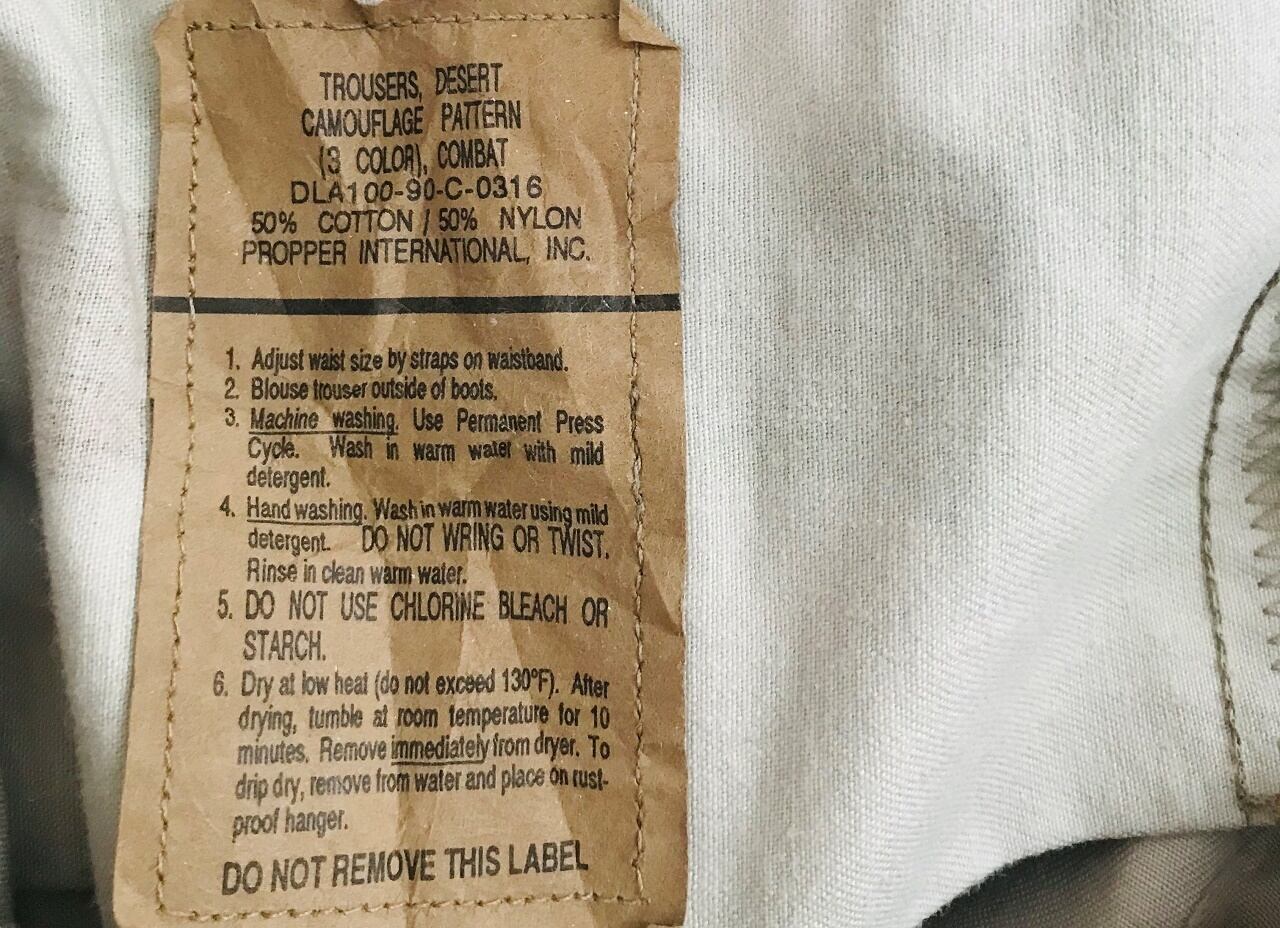 TROUSERS, DESERT
CAMOUFLAGE PATTERN
(3 COLOR), COMBAT
DLA100-90-C-0316
50% COTTON / 50% NYLON
PROPPER INTERNATIONAL, INC.
1. Adjust waist size by straps on waistband.
2. Blouse trouser outside of boots.
3. Machine washing. Use Permanent Press
Cycle. Wash in warm water with mild
detergent.
4. Hand washing. Wash in warm water using mild
detergent. DO NOT WRING OR TWIST.
Rinse in clean warm water.
5. DO NOT USE CHLORINE BLEACH OR
STARCH.
6. Dry at low heat (do not exceed 130°F). After
drying, tumble at room temperature for 10
minutes. Remove immediately from dryer. To
drip dry, remove from water and place on rust-
proof hanger.
DO NOT REMOVE THIS LABEL